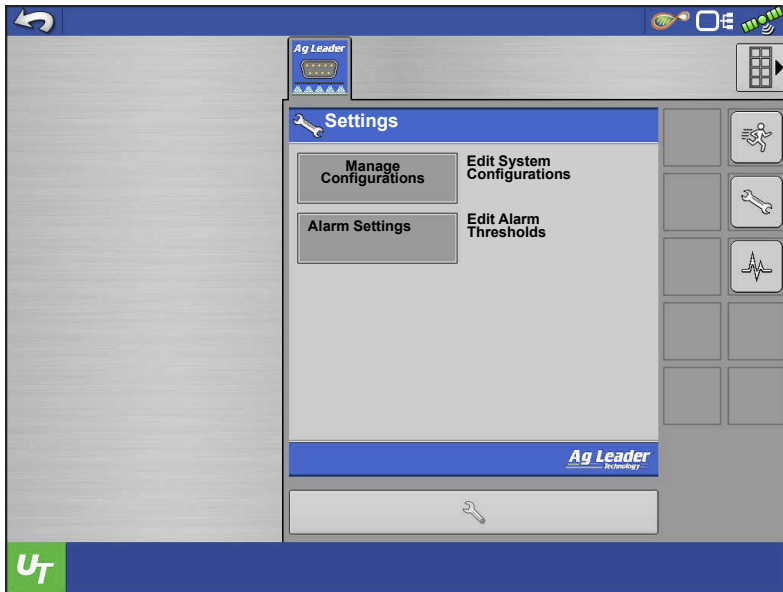 Ag Leader
Settings
Manage
Configurations
Edit System
Configurations
Alarm Settings
Edit Alarm
Thresholds
Ag Leader
Technology
UT